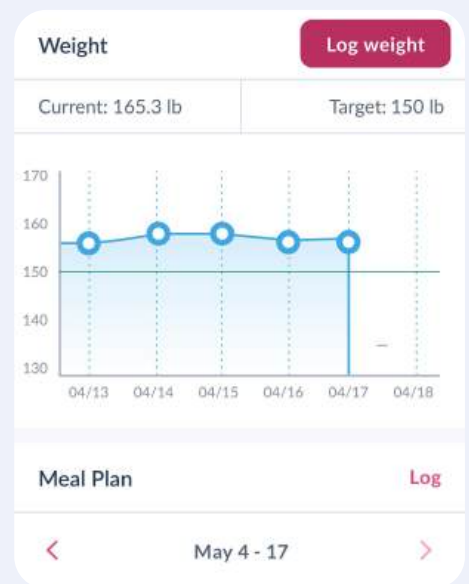 Weight
Log weight
Current: 165.3 lb
Target: 150 lb
170
160
150
140
130
04/13 04/14 04/15 04/16 04/17 04/18
Meal Plan
Log
May 4 - 17